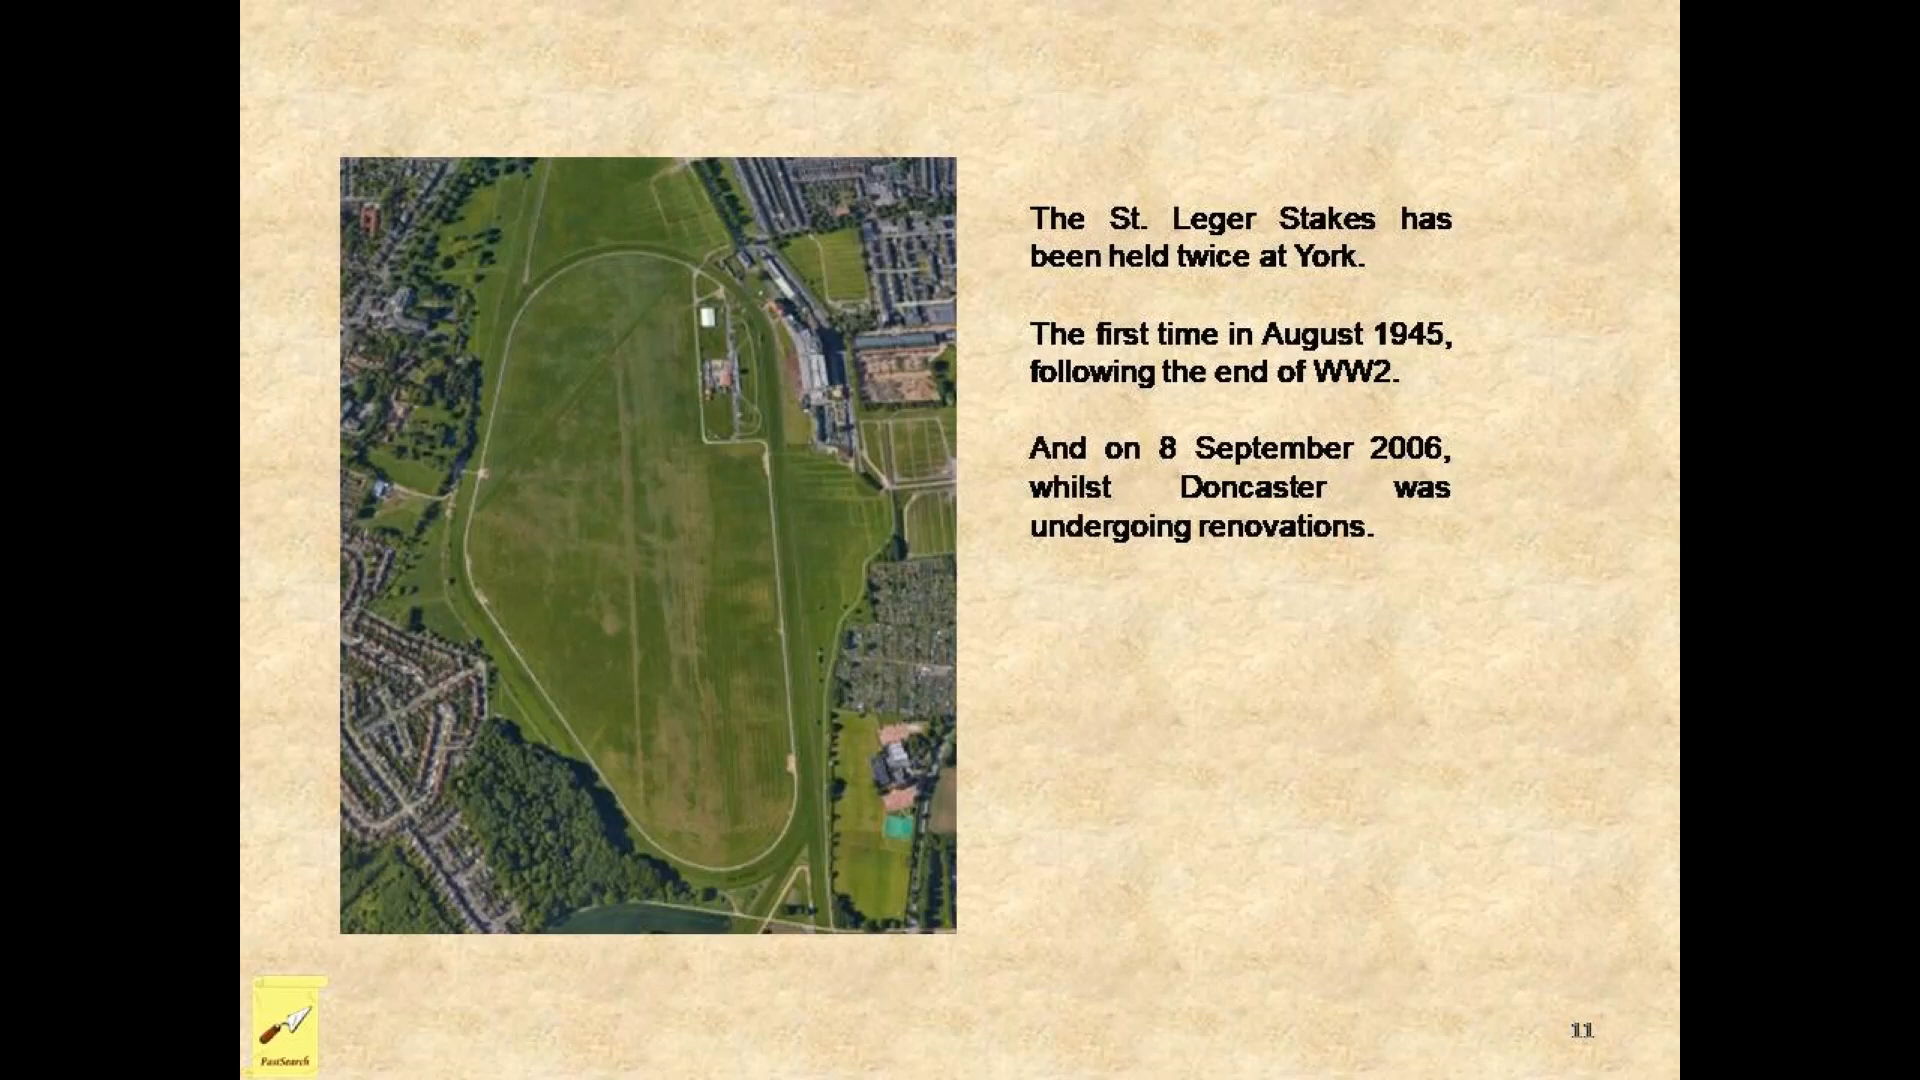 The St. Leger Stakes has
been held twice at York.
The first time in August 1945,
following the end of WW2.
And on 8 September 2006,
whilst Doncaster was
undergoing renovations.
PastSearch
11